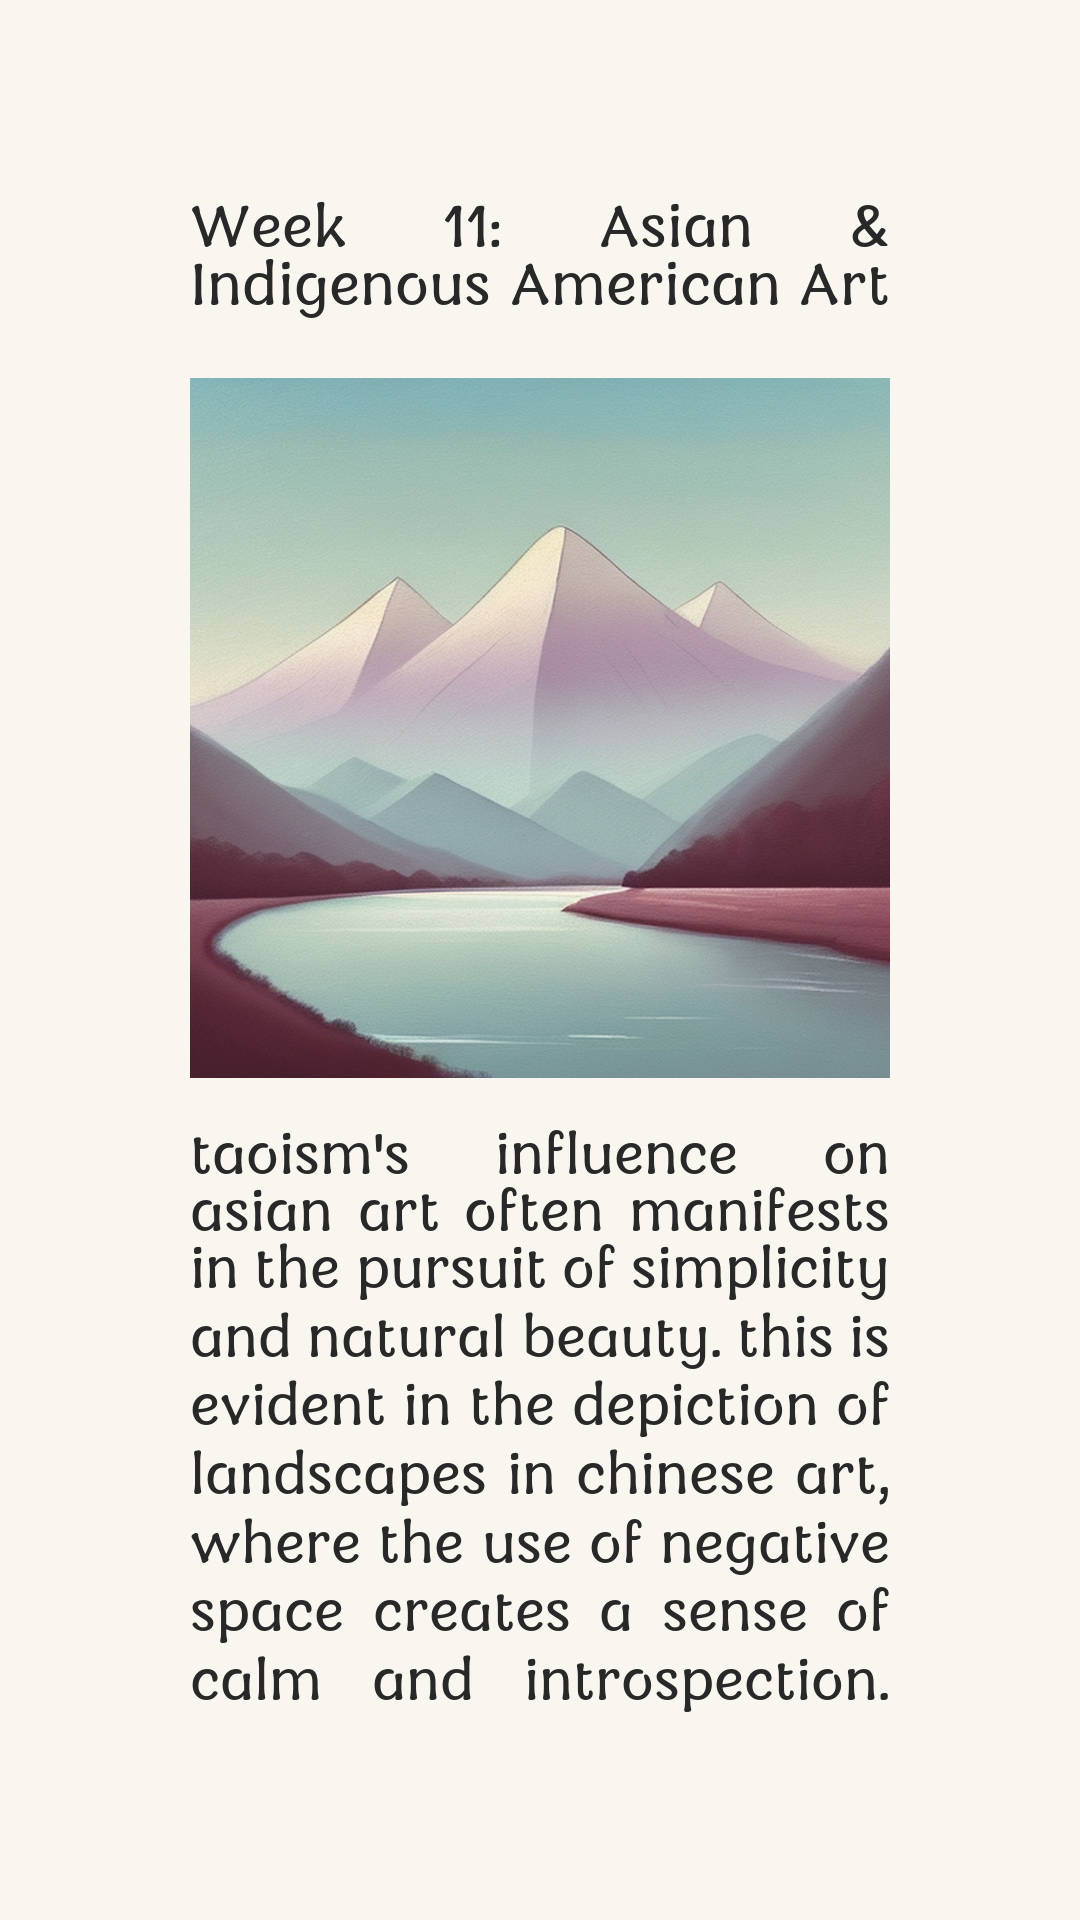 Week 11: Asian &
Indigenous American Art
taoism's influence on
asian art often manifests
in the pursuit of simplicity
and natural beauty. this is
evident in the depiction of
landscapes in chinese art,
where the use of negative
space creates a sense of
calm and introspection.